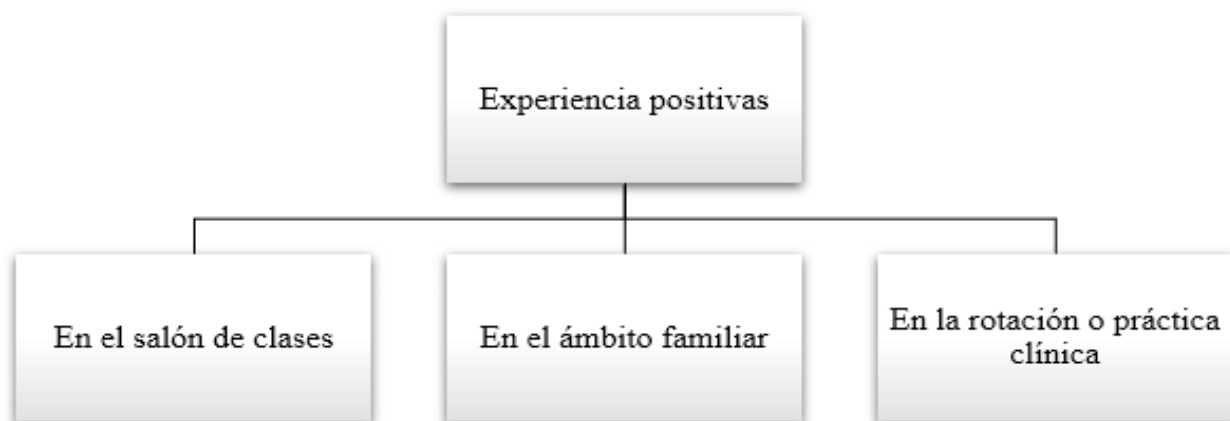 Experiencia positivas
En el salón de clases
En el ámbito familiar
En la rotación o práctica
clínica